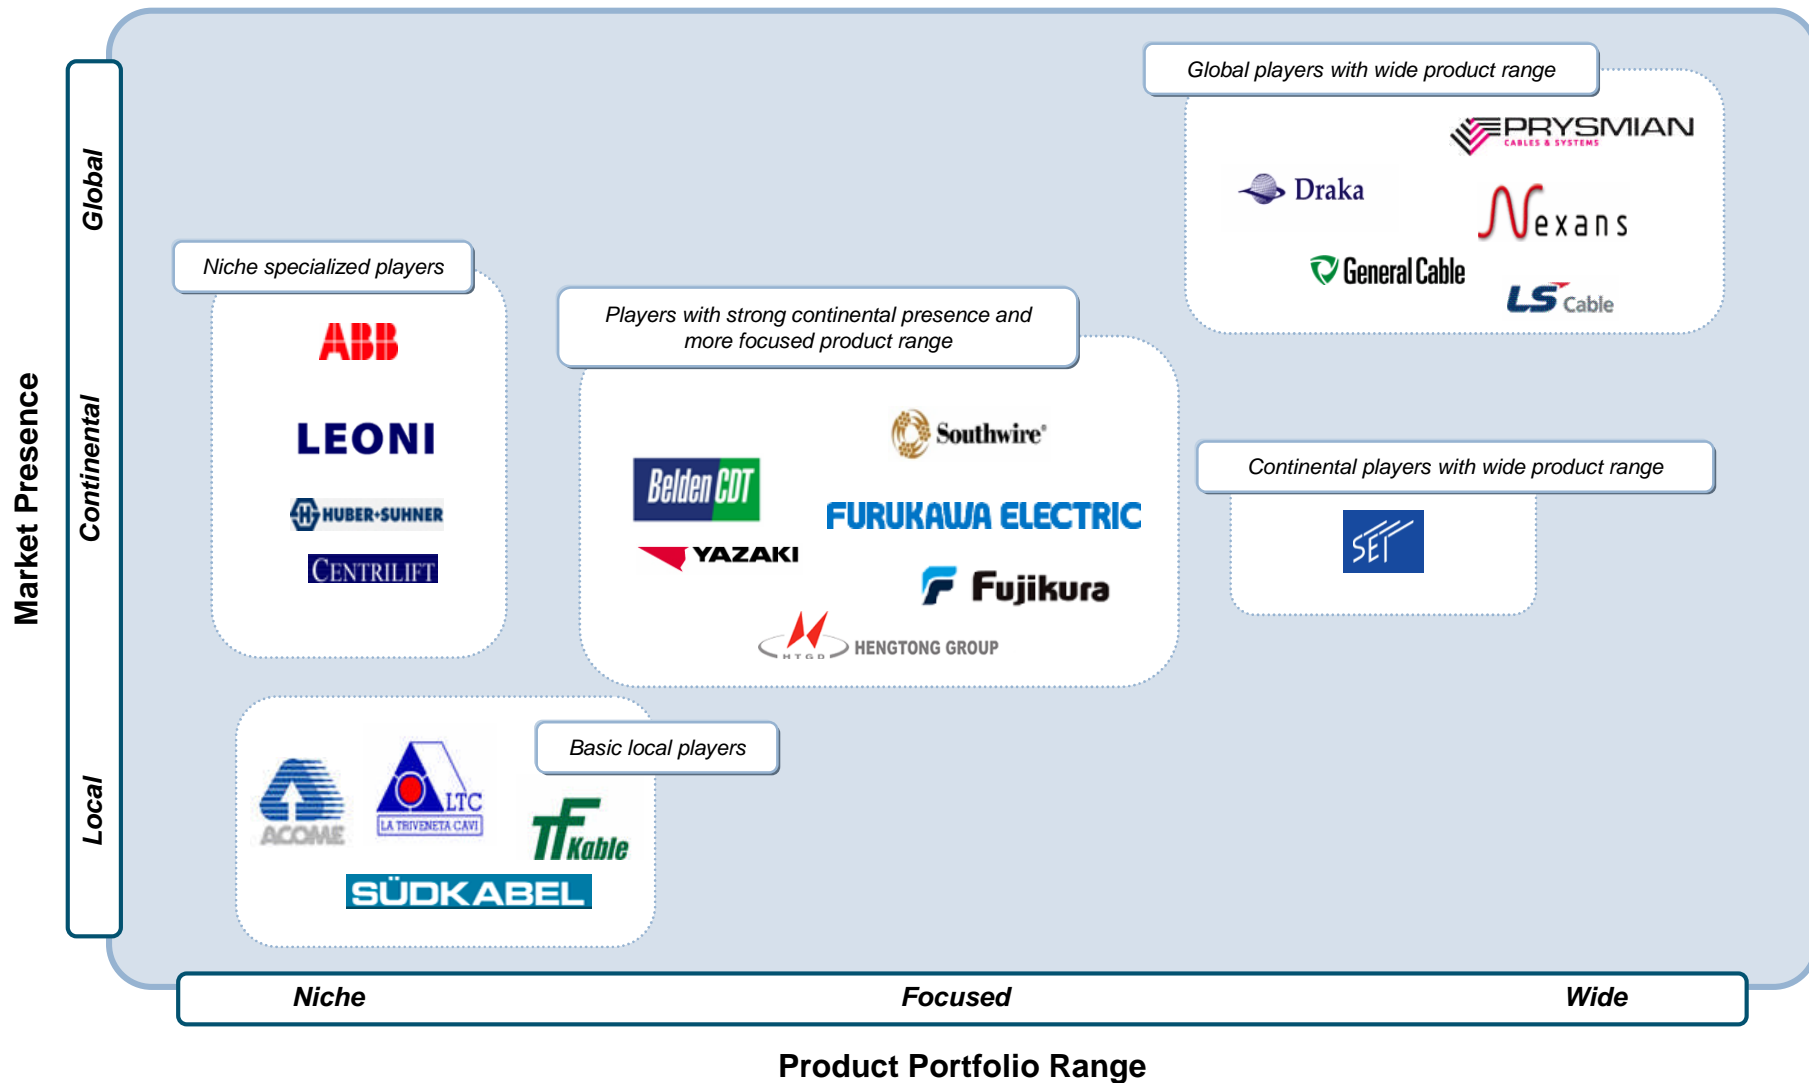 Global players with wide product range
PRYSMIAN
CABLES & SYSTEMS
Draka
Nexans
General Cable
LS Cable
Niche specialized players
ABB
LEONI
H HUBER+SUHNER
CENTRILIFT
Players with strong continental presence and
more focused product range
Southwire®
Belden CDT
FURUKAWA ELECTRIC
YAZAKI
Fujikura
HTGD HENGTONG GROUP
Continental players with wide product range
SET
Basic local players
ACOME
LTC
LA TRIVENETA CAVI
TF Kable
SÜDKABEL
Market Presence
Global
Continental
Local
Niche
Focused
Wide
Product Portfolio Range